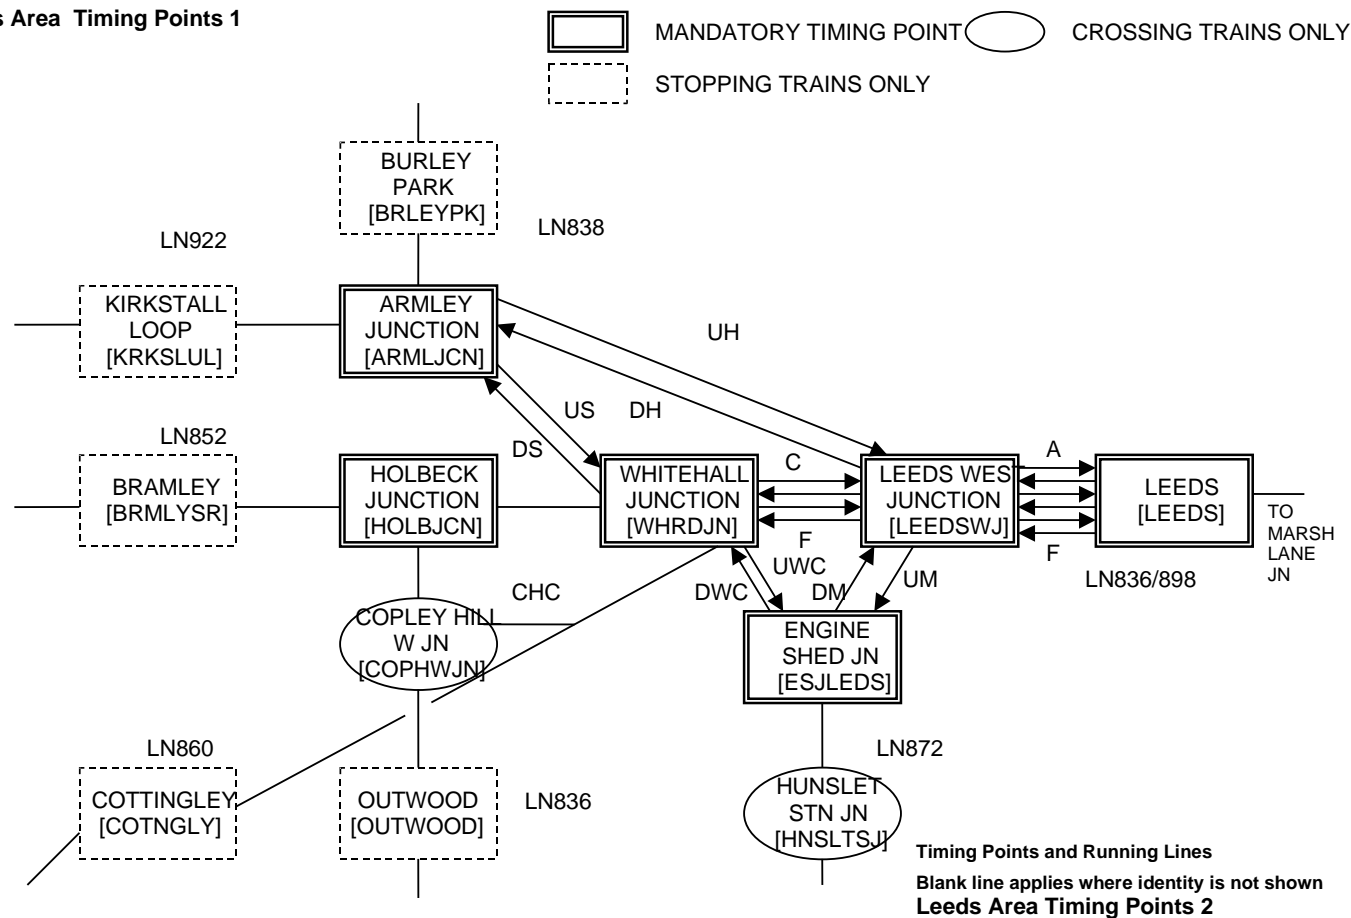 s Area Timing Points 1
MANDATORY TIMING POINT
CROSSING TRAINS ONLY
STOPPING TRAINS ONLY
BURLEY
PARK
[BRLEYPK]
LN838
LN922
KIRKSTALL
LOOP
[KRKSLUL]
ARMLEY
JUNCTION
[ARMLJCN]
UH
US
DH
DS
LN852
BRAMLEY
[BRMLYSR]
HOLBECK
JUNCTION
[HOLBJCN]
WHITEHALL
JUNCTION
[WHRDJN]
C
F
LEEDS WEST
JUNCTION
[LEEDSWJ]
A
F
LEEDS
[LEEDS]
TO
MARSH
LANE
JN
LN836/898
UWC
DWC
DM
UM
CHC
COPLEY HILL
W JN
[COPHWJN]
ENGINE
SHED JN
[ESJLEDS]
LN860
COTTINGLEY
[COTNGLY]
OUTWOOD
[OUTWOOD]
LN836
LN872
HUNSLET
STN JN
[HNSLTSJ]
Timing Points and Running Lines
Blank line applies where identity is not shown
Leeds Area Timing Points 2